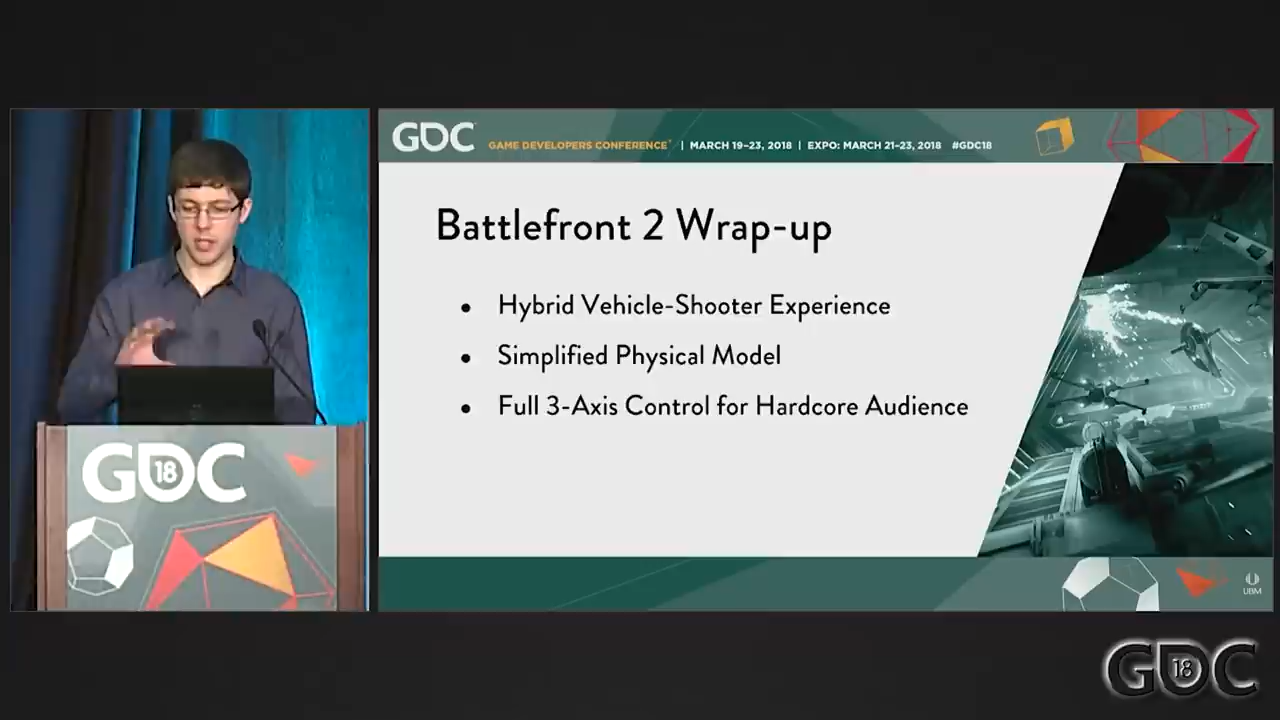 GDC
GAME DEVELOPERS CONFERENCE | MARCH 19–23, 2018 | EXPO: MARCH 21–23, 2018 #GDC18
Battlefront 2 Wrap-up
• Hybrid Vehicle-Shooter Experience
• Simplified Physical Model
• Full 3-Axis Control for Hardcore Audience
GDC
18
UBM
GDC
18